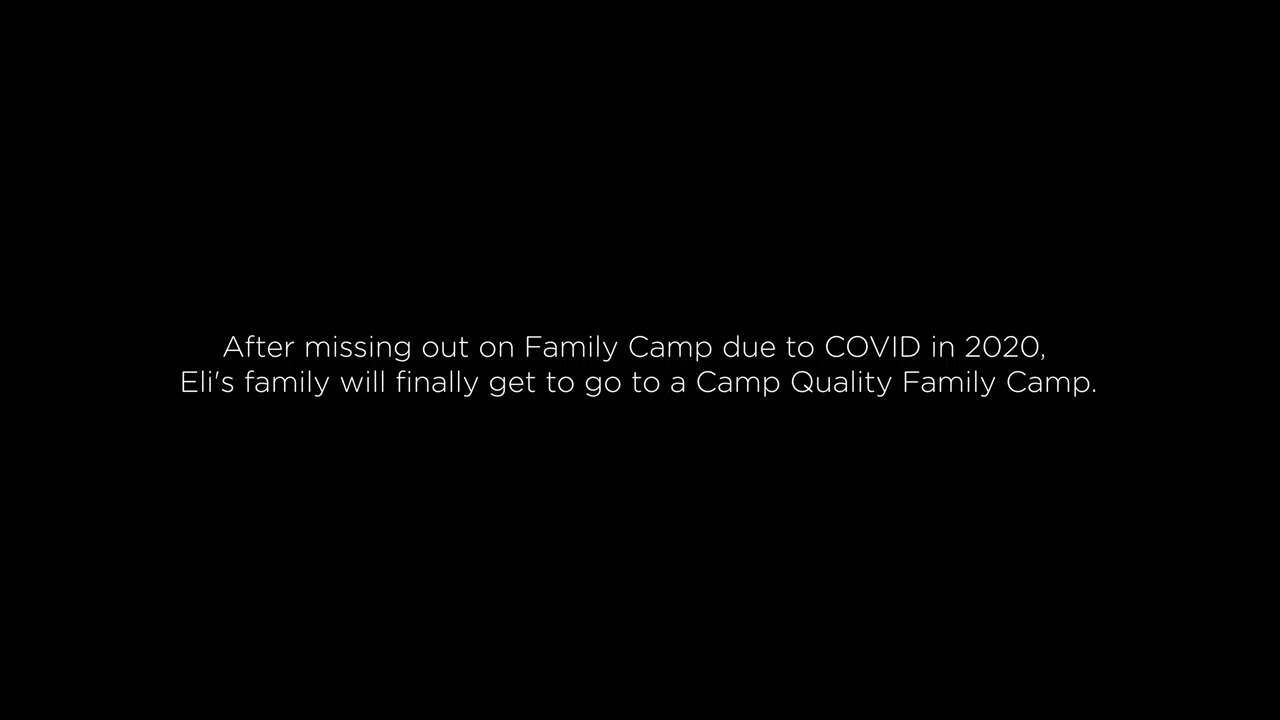 After missing out on Family Camp due to COVID in 2020,
Eli's family will finally get to go to a Camp Quality Family Camp.